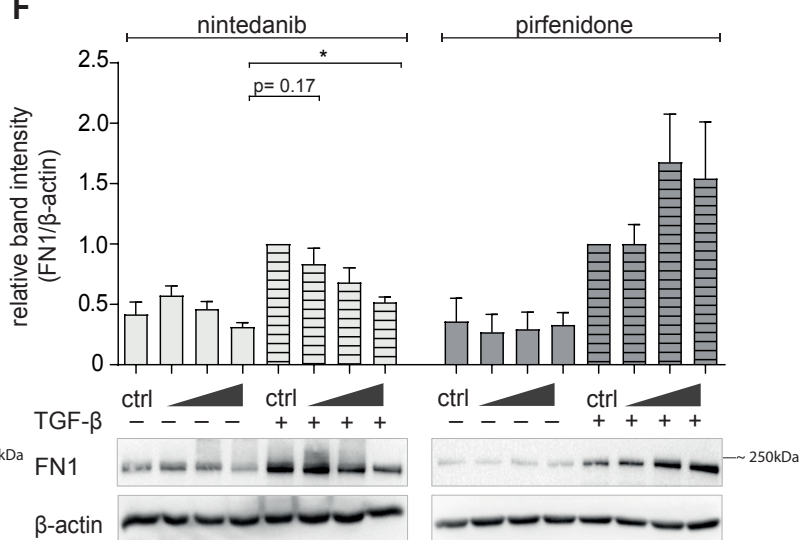 F
nintedanib pirfenidone
*
p= 0.17
relative band intensity
(FN1/β-actin)
2.5
2.0
1.5
1.0
0.5
0
ctrl ctrl ctrl ctrl
TGF-β − − − − + + + + − − − − + + + +
kDa FN1 ~ 250kDa
β-actin